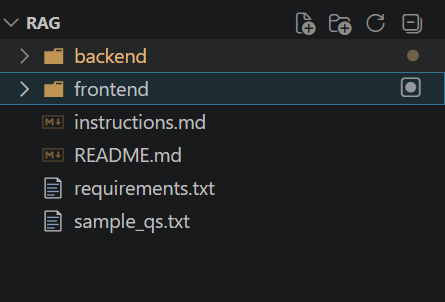 RAG
backend
frontend
instructions.md
README.md
requirements.txt
sample_qs.txt